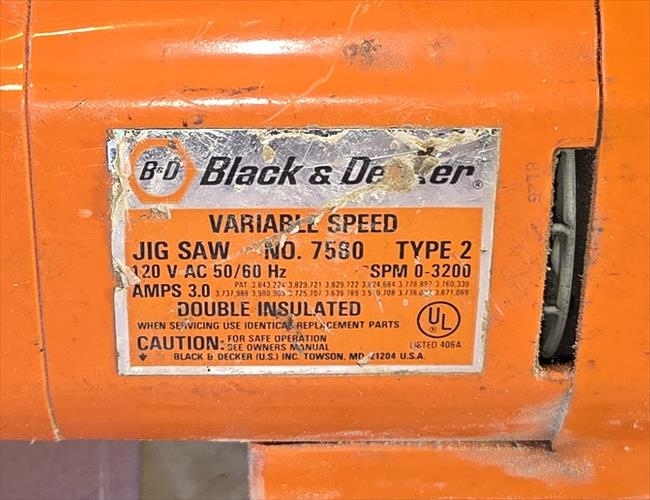 B&D Black & Decker®
VARIABLE SPEED
JIG SAW NO. 7580 TYPE 2
120 V AC 50/60 Hz SPM 0-3200
AMPS 3.0
DOUBLE INSULATED
WHEN SERVICING USE IDENTICAL REPLACEMENT PARTS
CAUTION: FOR SAFE OPERATION
SEE OWNERS MANUAL
BLACK & DECKER (U.S.) INC. TOWSON, MD. 21204 U.S.A.
UL
LISTED 406A